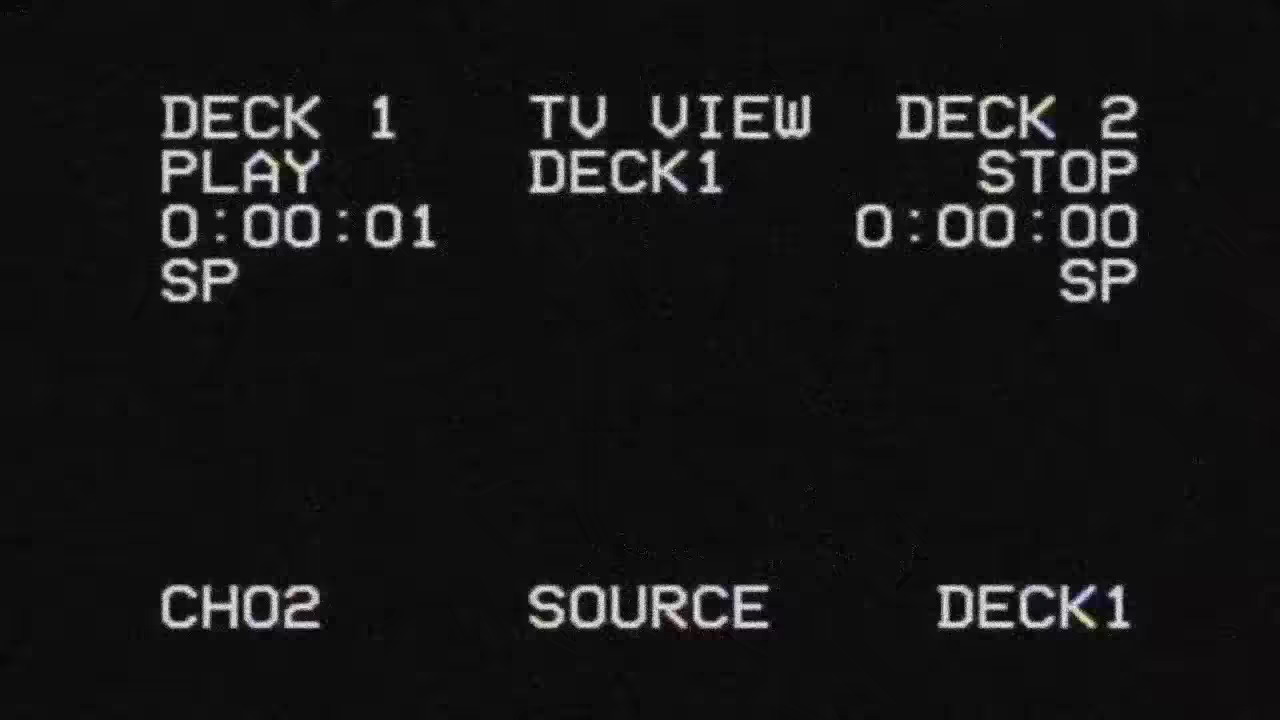 DECK 1 TV VIEW DECK 2
PLAY DECK1 STOP
0:00:01 0:00:00
SP SP
CH02 SOURCE DECK1